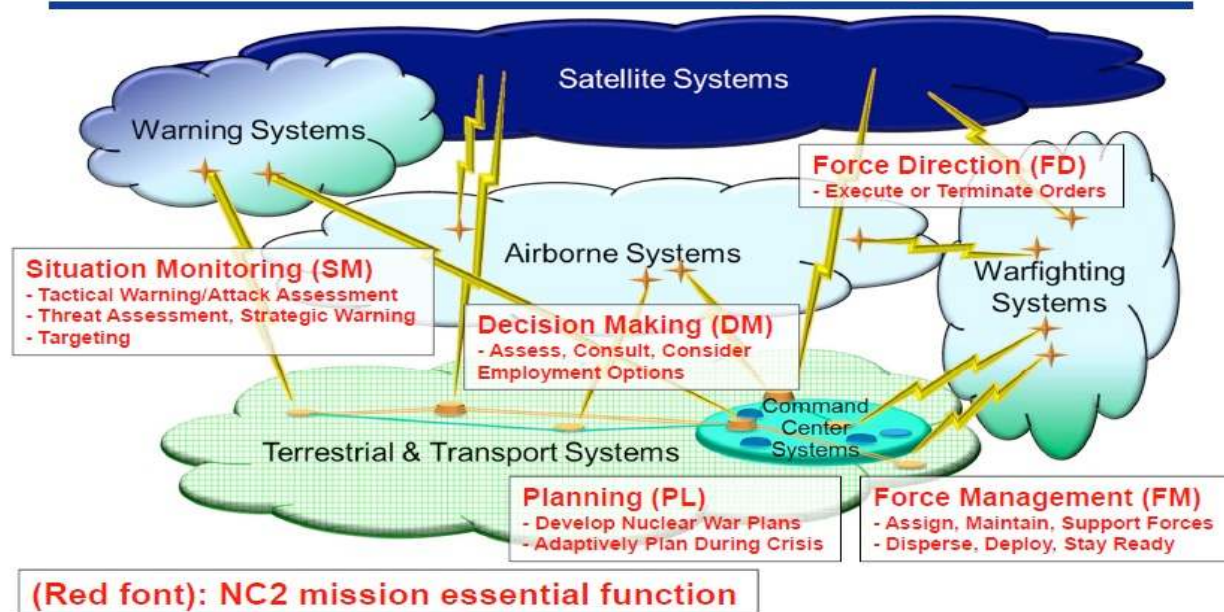 Satellite Systems
Warning Systems
Force Direction (FD)
- Execute or Terminate Orders
Airborne Systems
Situation Monitoring (SM)
- Tactical Warning/Attack Assessment
- Threat Assessment, Strategic Warning
- Targeting
Warfighting
Systems
Decision Making (DM)
- Assess, Consult, Consider
Employment Options
Command
Center
Systems
Terrestrial & Transport Systems
Planning (PL)
- Develop Nuclear War Plans
- Adaptively Plan During Crisis
Force Management (FM)
- Assign, Maintain, Support Forces
- Disperse, Deploy, Stay Ready
(Red font): NC2 mission essential function